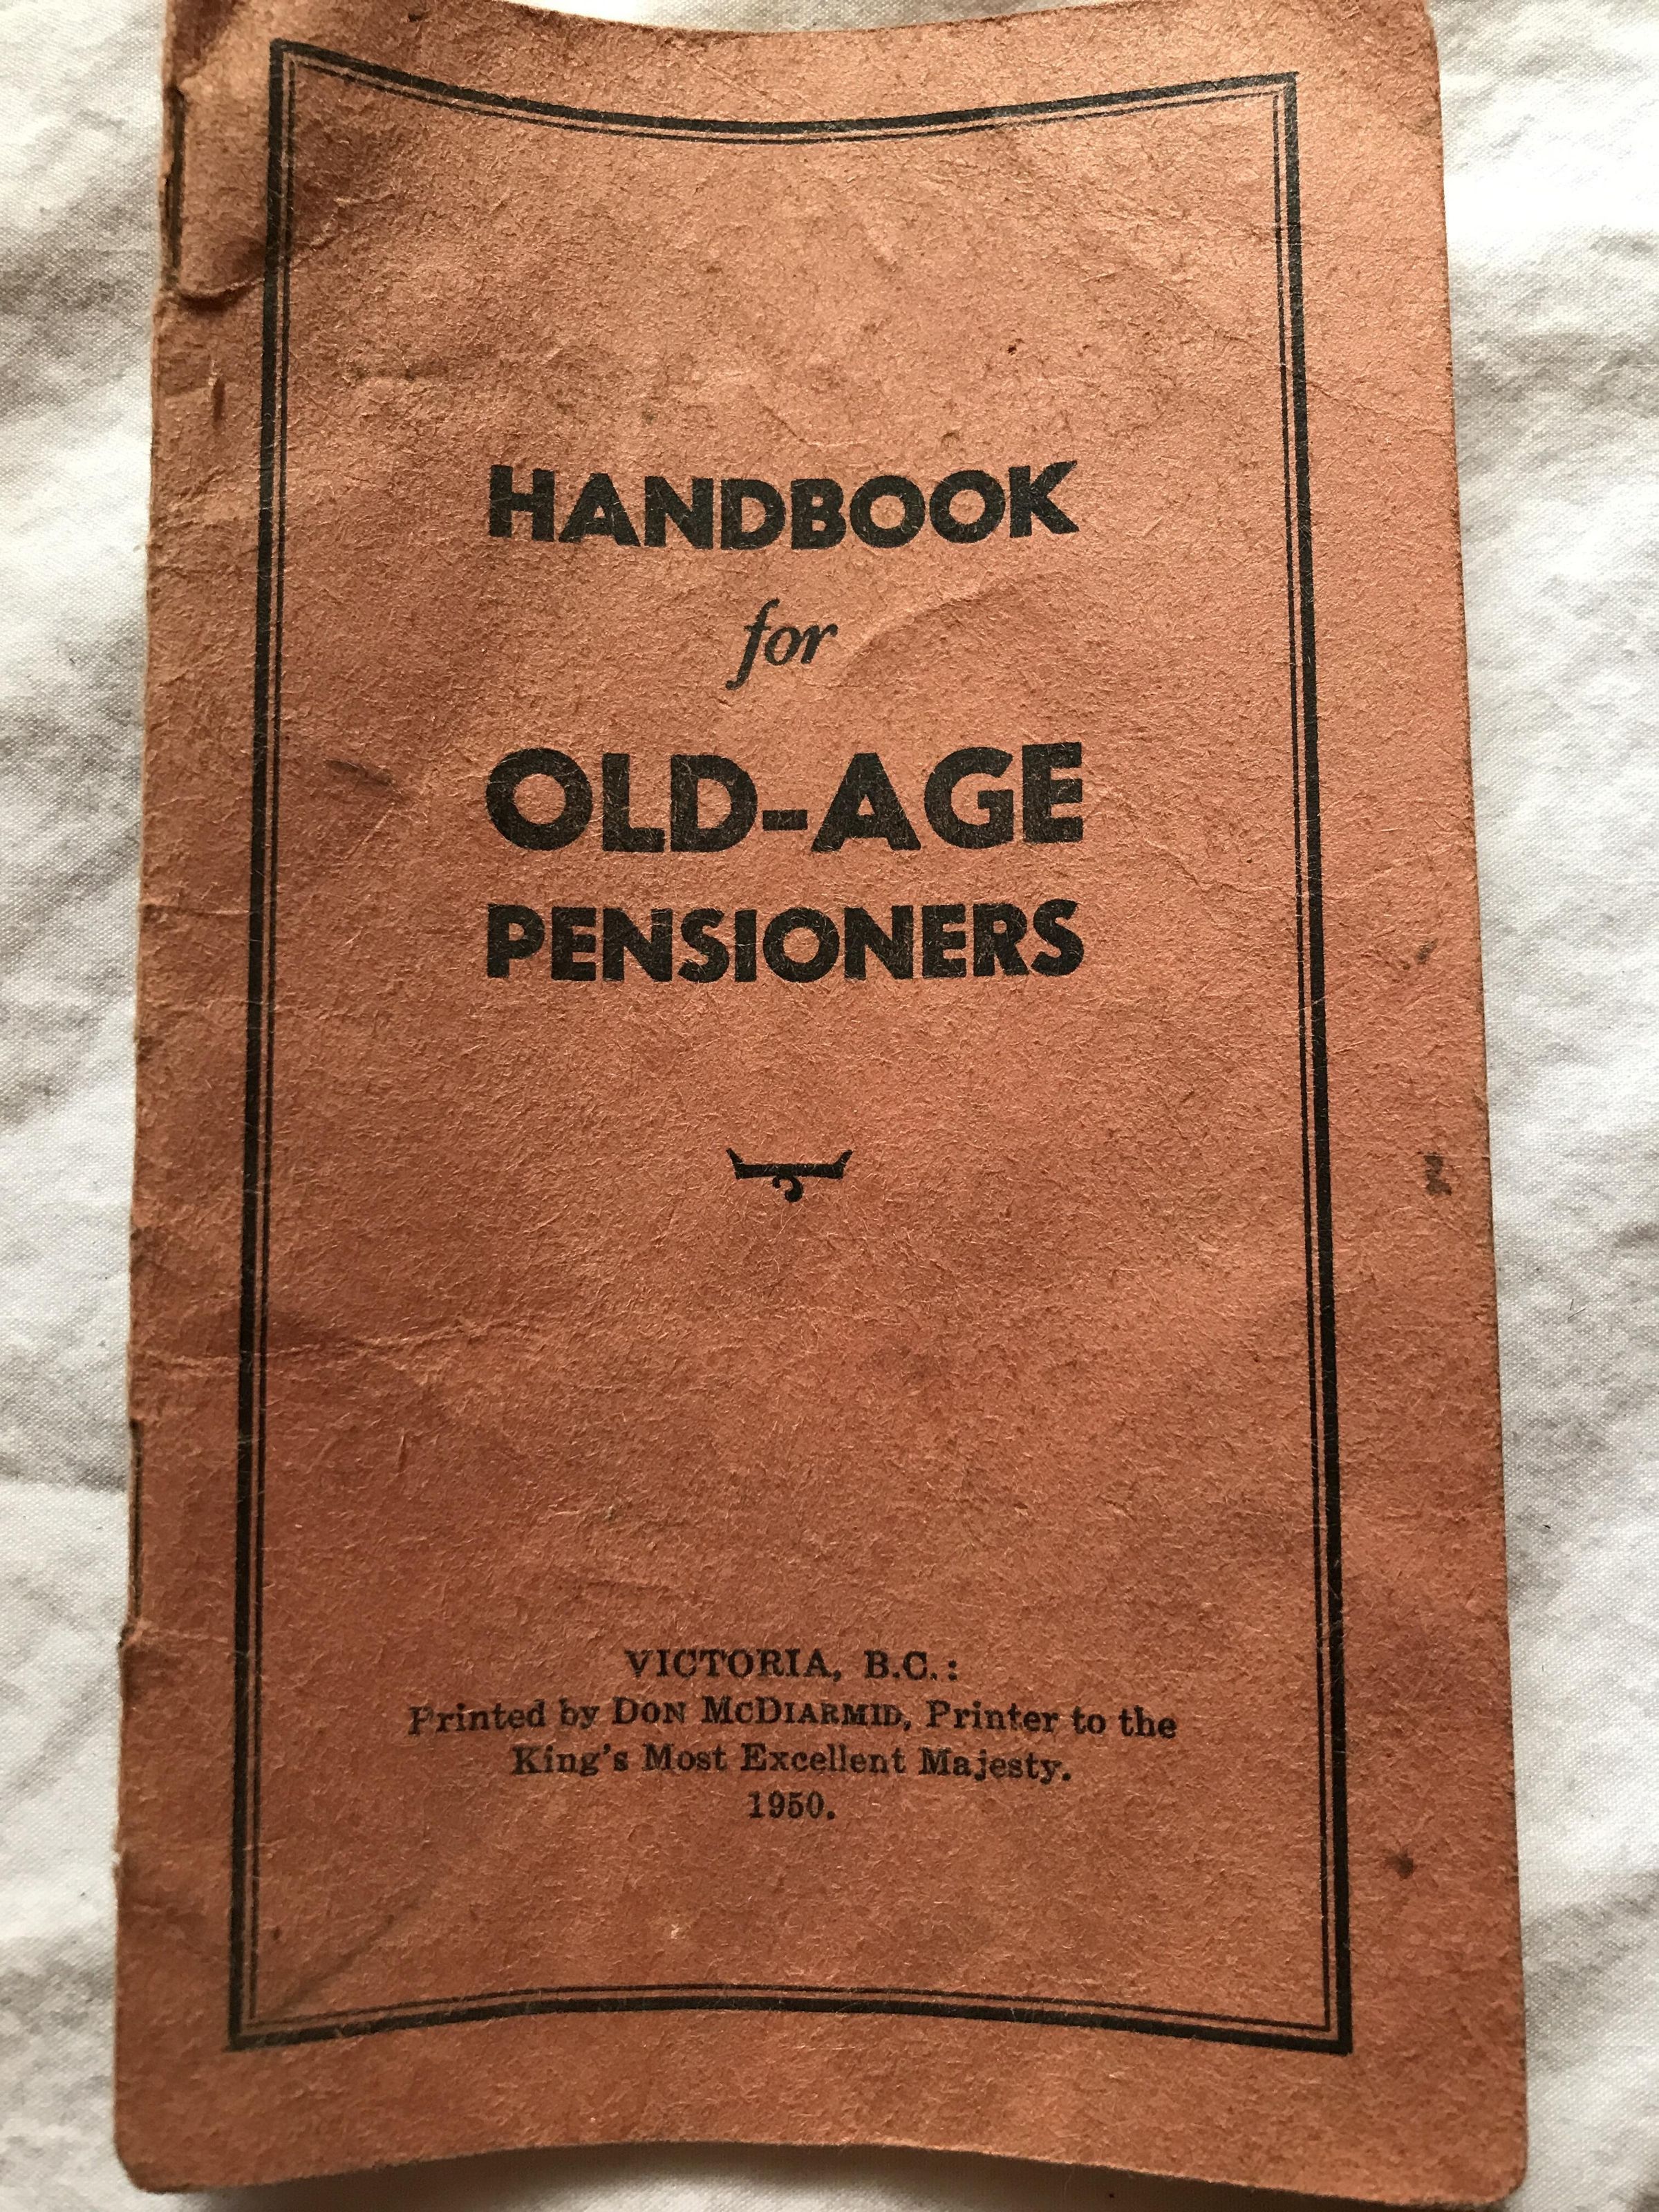 HANDBOOK
for
OLD-AGE
PENSIONERS
VICTORIA, B.C.:
Printed by DON MCDIARMID, Printer to the
King's Most Excellent Majesty.
1950.